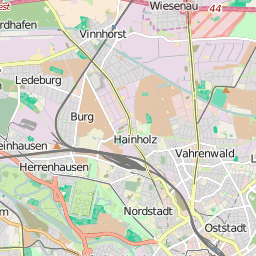 Wiesenau
44
rdhafen
Vinnhorst
Ledeburg
Burg
Hainholz
einhausen
Vahrenwald
Herrenhausen
Nordstadt
Oststadt